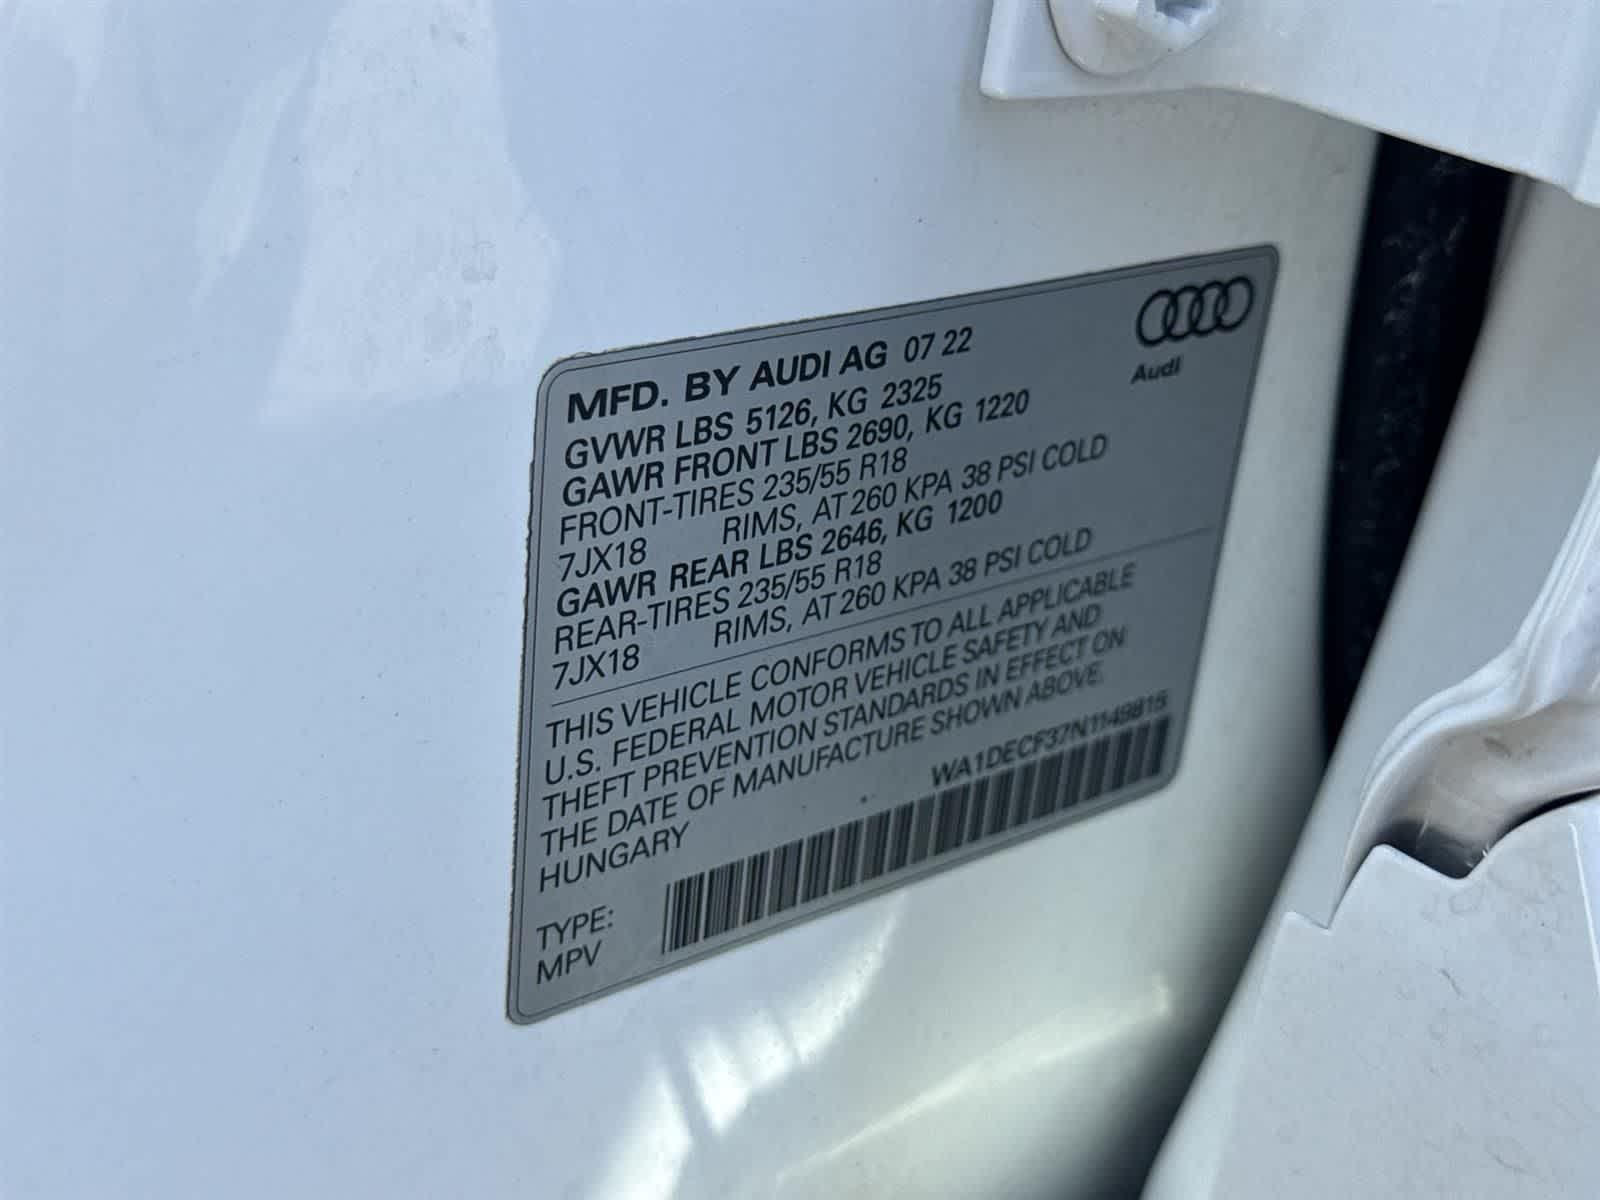 MFD. BY AUDI AG 07 22
Audi
GVWR LBS 5126, KG 2325
GAWR FRONT LBS 2690, KG 1220
FRONT-TIRES 235/55 R18
7JX18 RIMS, AT 260 KPA 38 PSI COLD
GAWR REAR LBS 2646, KG 1200
REAR-TIRES 235/55 R18
7JX18 RIMS, AT 260 KPA 38 PSI COLD
THIS VEHICLE CONFORMS TO ALL APPLICABLE
U.S. FEDERAL MOTOR VEHICLE SAFETY AND
THEFT PREVENTION STANDARDS IN EFFECT ON
THE DATE OF MANUFACTURE SHOWN ABOVE.
HUNGARY
WA1DECF37N1149815
TYPE:
MPV